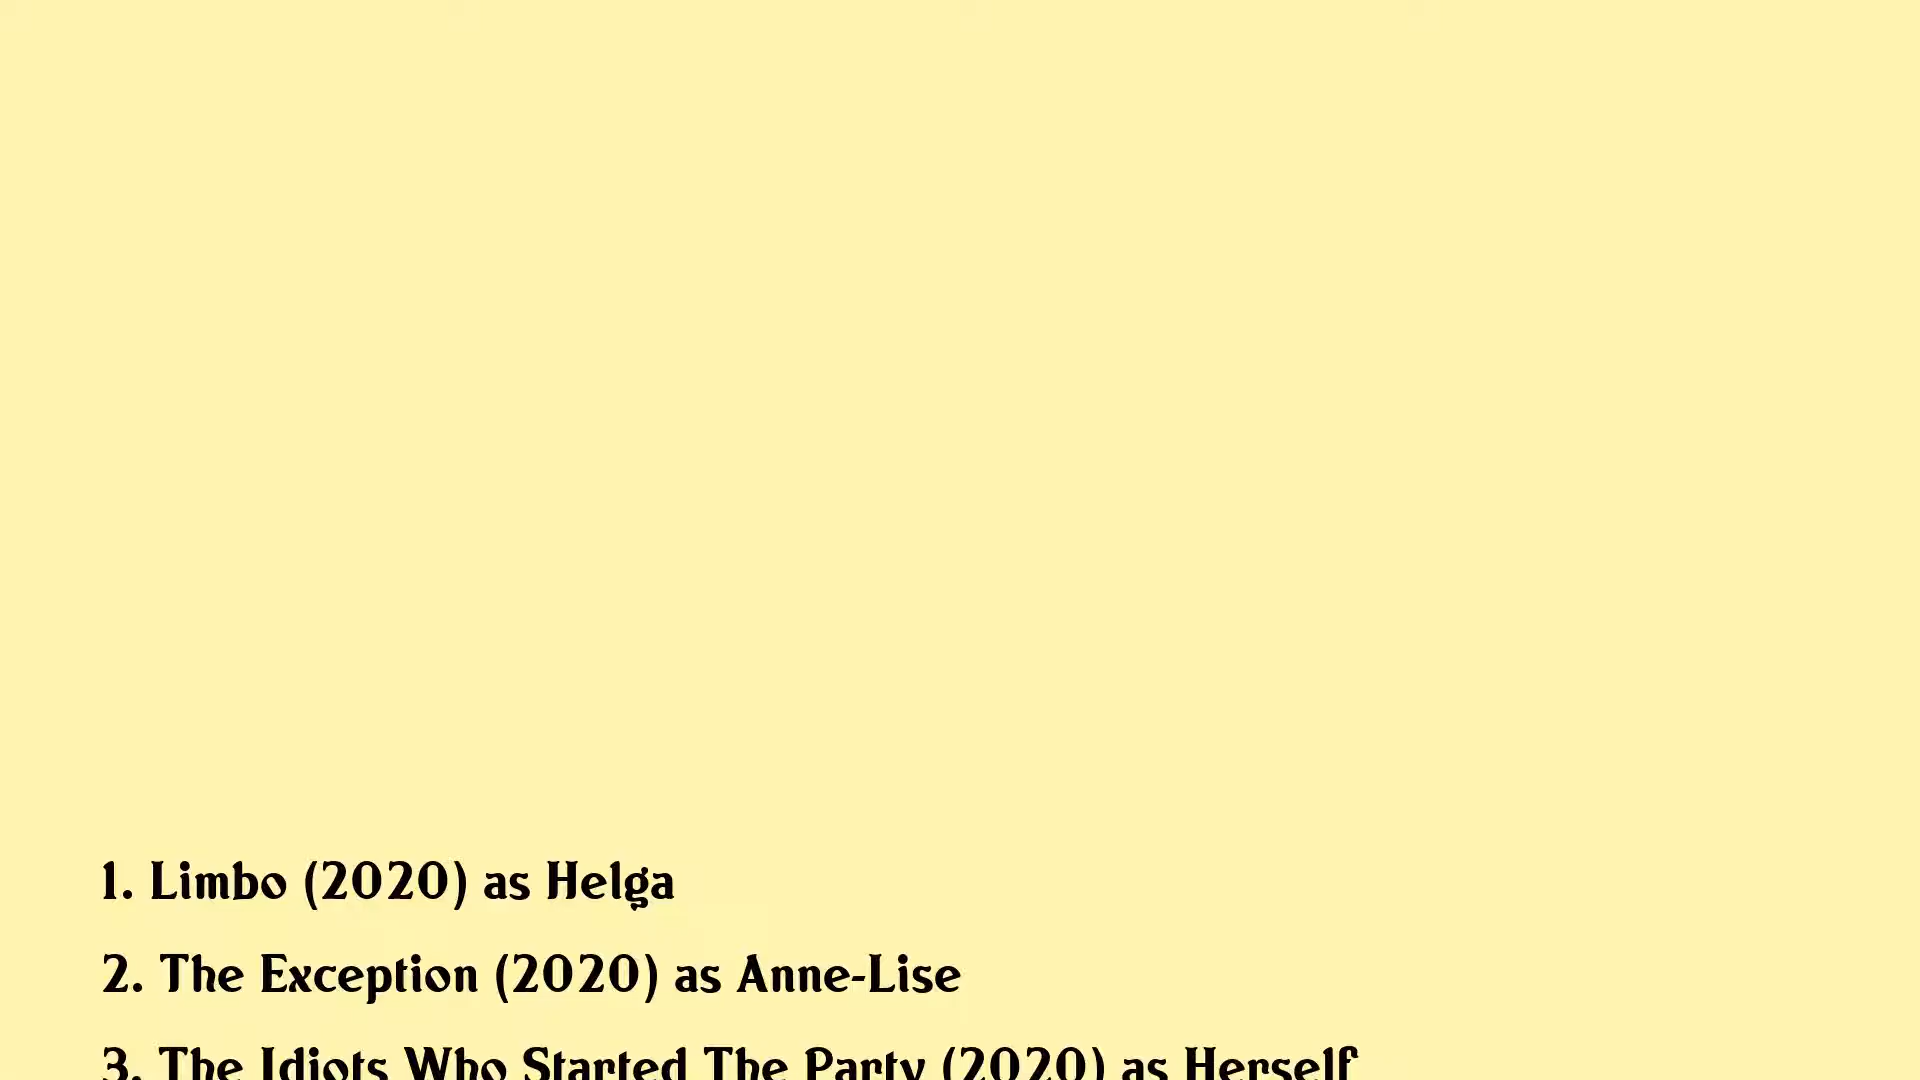 1. Limbo (2020) as Helga
2. The Exception (2020) as Anne-Lise
3. The Idiots Who Started The Party (2020) as Herself